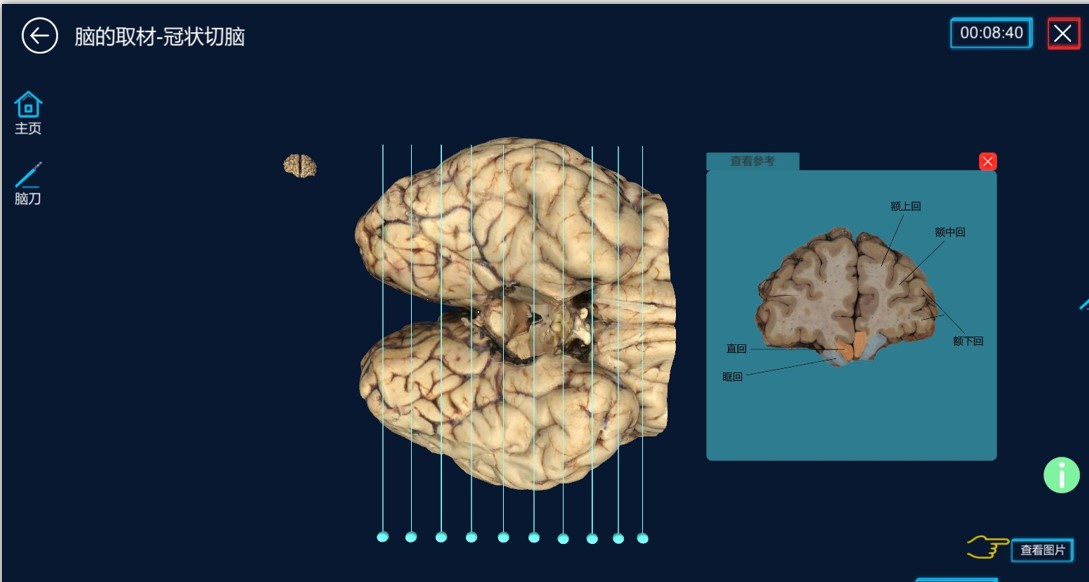 脑的取材-冠状切脑
00:08:40
主页
脑刀
查看参考
额上回
额中回
额下回
直回
眶回
i
查看图片